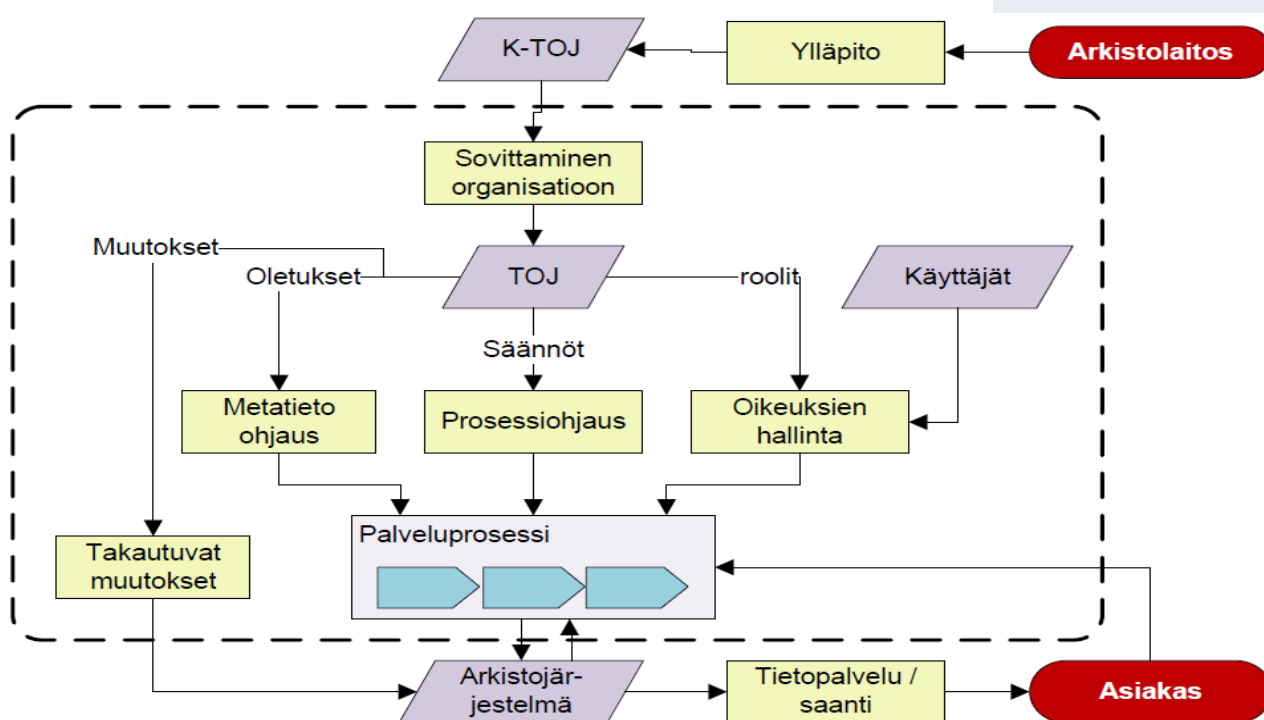 K-TOJ
Ylläpito
Arkistolaitos
Sovittaminen
organisatioon
Muutokset
Oletukset
TOJ
roolit
Käyttäjät
Säännöt
Metatieto
ohjaus
Prosessiohjaus
Oikeuksien
hallinta
Palveluprosessi
Takautuvat
muutokset
Arkistojär-
jestelmä
Tietopalvelu /
saanti
Asiakas